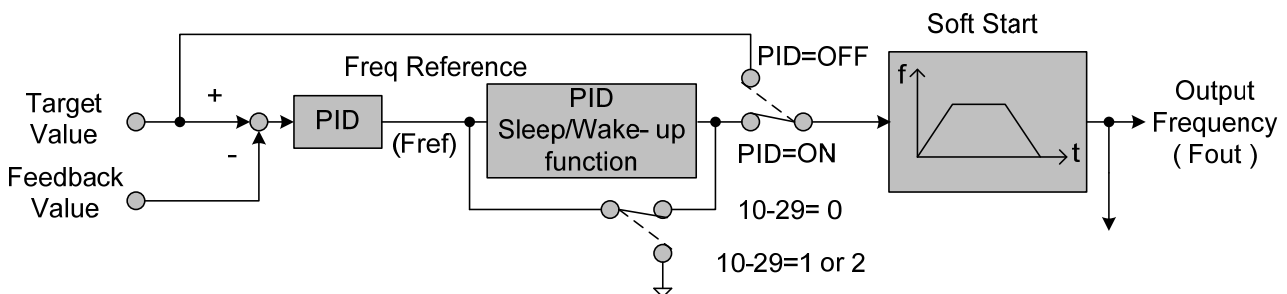 Soft Start
PID=OFF
Freq Reference
f
Target
Value
+
PID
(Fref)
PID
Sleep/Wake- up
function
PID=ON
t
Output
Frequency
( Fout )
-
Feedback
Value
10-29= 0
10-29=1 or 2